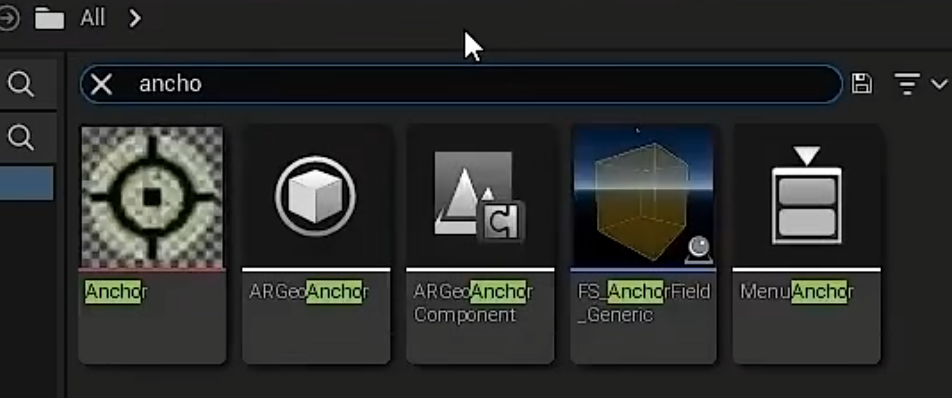 All
ancho
Anchor
ARGeoAnchor
ARGeoAnchor
Component
FS_AnchorField
_Generic
MenuAnchor